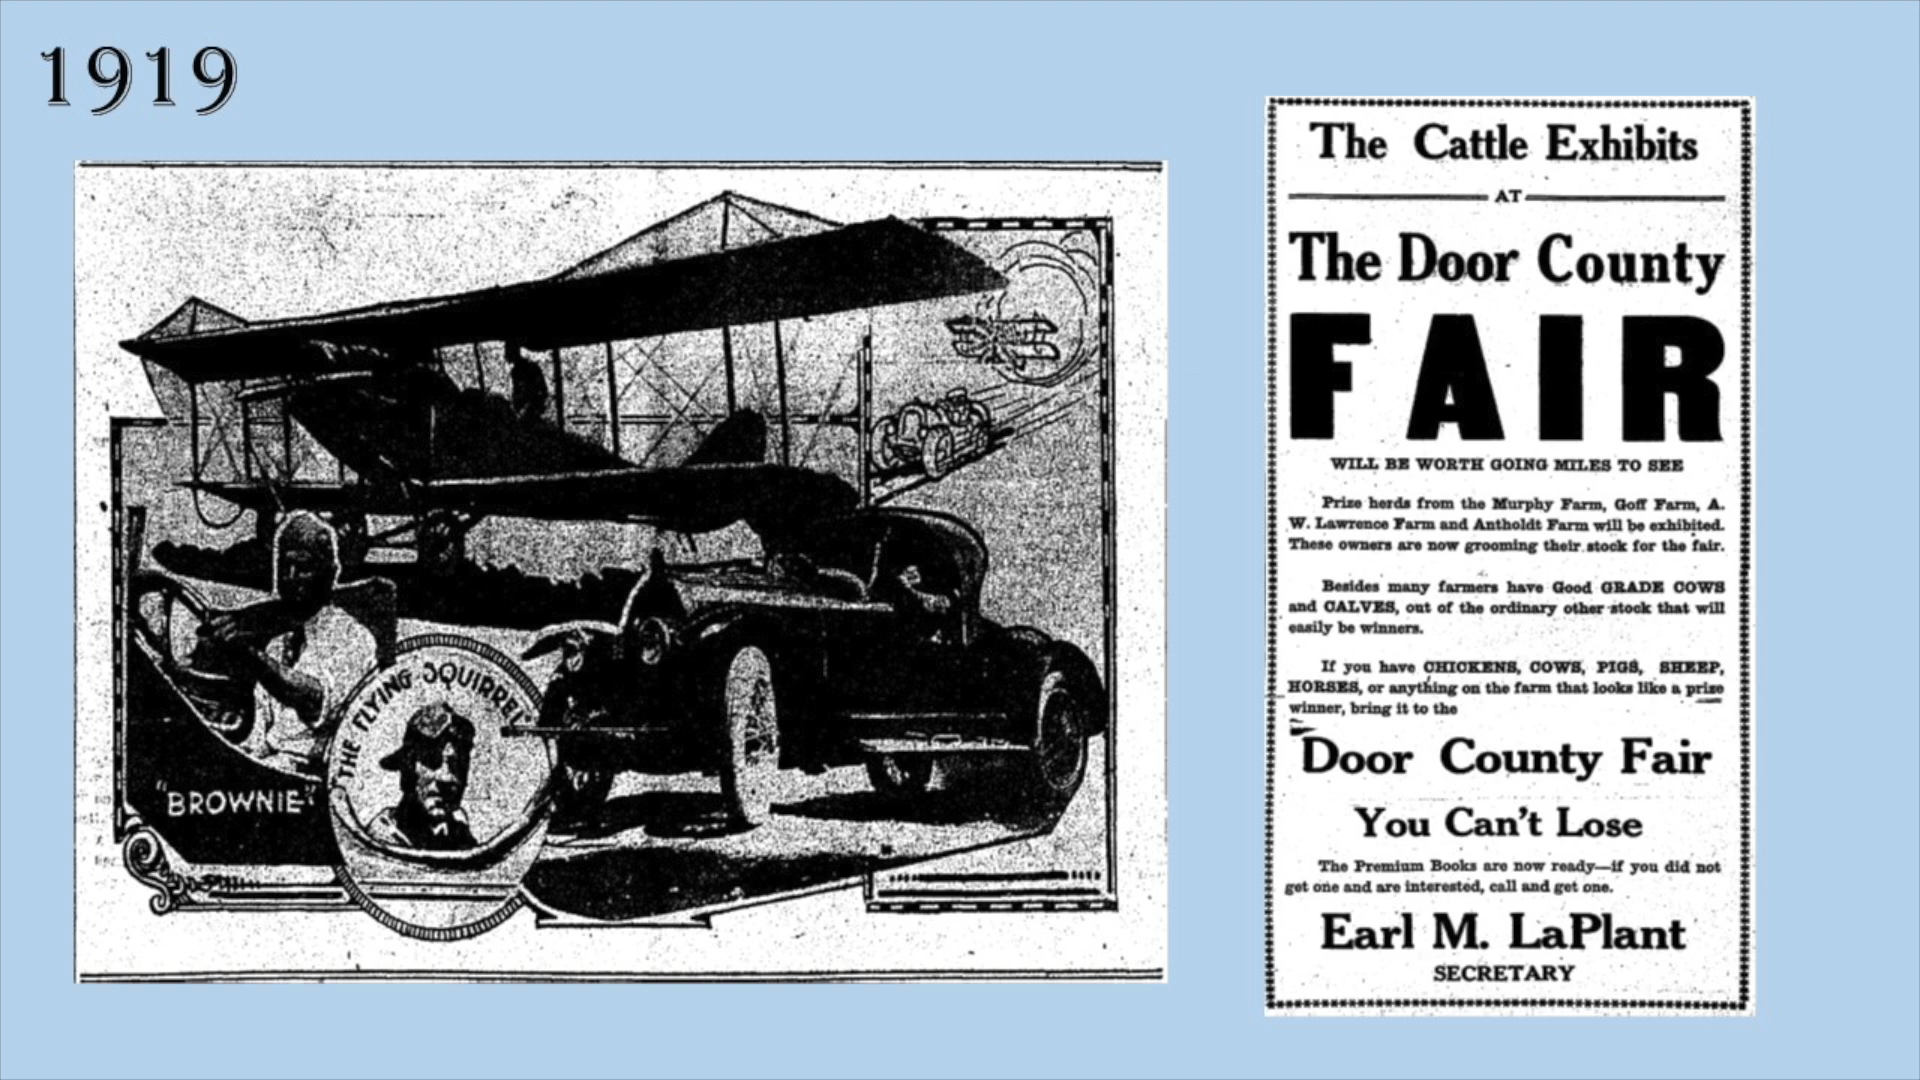 1919
"THE FLYING SQUIRREL"
"BROWNIE"
The Cattle Exhibits
AT
The Door County
FAIR
WILL BE WORTH GOING MILES TO SEE
Prize herds from the Murphy Farm, Goff Farm, A.
W. Lawrence Farm and Antholdt Farm will be exhibited.
These owners are now grooming their stock for the fair.
Besides many farmers have Good GRADE COWS
and CALVES, out of the ordinary other stock that will
easily be winners.
If you have CHICKENS, COWS, PIGS, SHEEP,
HORSES, or anything on the farm that looks like a prize
winner, bring it to the
Door County Fair
You Can't Lose
The Premium Books are now ready—if you did not
get one and are interested, call and get one.
Earl M. LaPlant
SECRETARY